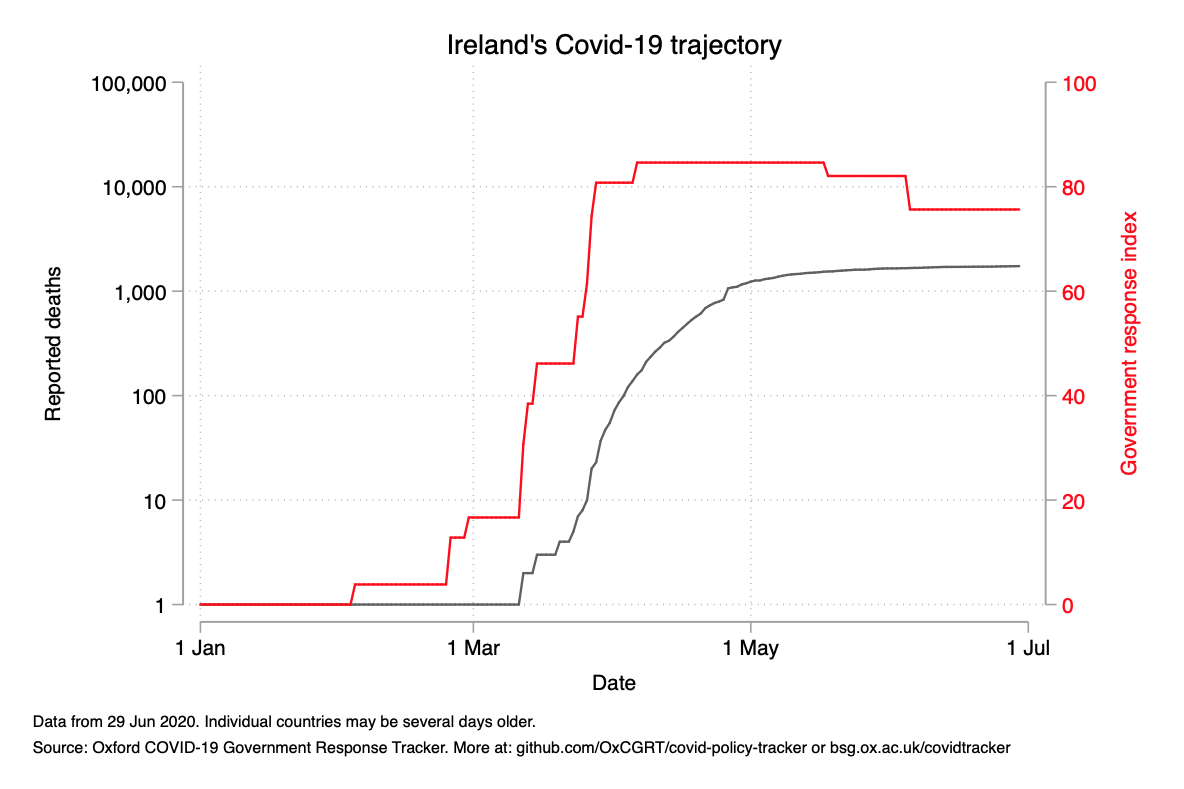 Ireland's Covid-19 trajectory
100,000
10,000
1,000
100
10
1
Reported deaths
100
80
60
40
20
0
Government response index
1 Jan
1 Mar
1 May
1 Jul
Date
Data from 29 Jun 2020. Individual countries may be several days older.
Source: Oxford COVID-19 Government Response Tracker. More at: github.com/OxCGRT/covid-policy-tracker or bsg.ox.ac.uk/covidtracker